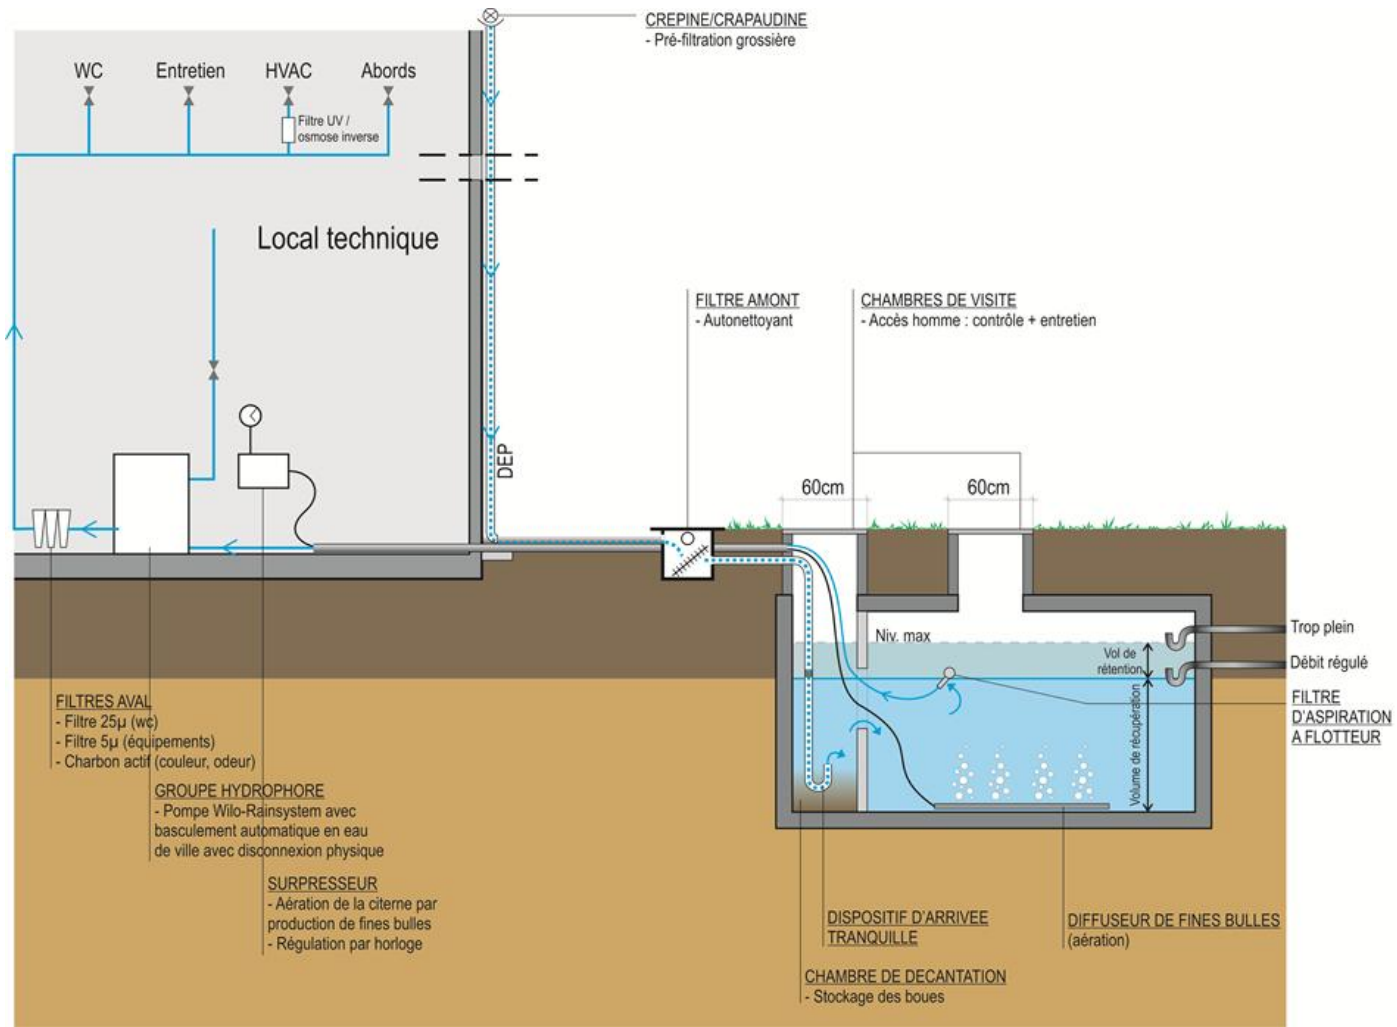 CREPINE/CRAPAUDINE
- Pré-filtration grossière
WC
Entretien
HVAC
Abords
Filtre UV /
osmose inverse
Local technique
FILTRE AMONT
- Autonettoyant
CHAMBRES DE VISITE
- Accès homme : contrôle + entretien
DEP
60cm
60cm
Niv. max
Vol de
rétention
Volume de récupération
Trop plein
Débit régulé
FILTRE
D'ASPIRATION
A FLOTTEUR
FILTRES AVAL
- Filtre 25µ (wc)
- Filtre 5µ (équipements)
- Charbon actif (couleur, odeur)
GROUPE HYDROPHORE
- Pompe Wilo-Rainsystem avec
basculement automatique en eau
de ville avec disconnexion physique
SURPRESSEUR
- Aération de la citerne par
production de fines bulles
- Régulation par horloge
DISPOSITIF D'ARRIVEE
TRANQUILLE
DIFFUSEUR DE FINES BULLES
(aération)
CHAMBRE DE DECANTATION
- Stockage des boues